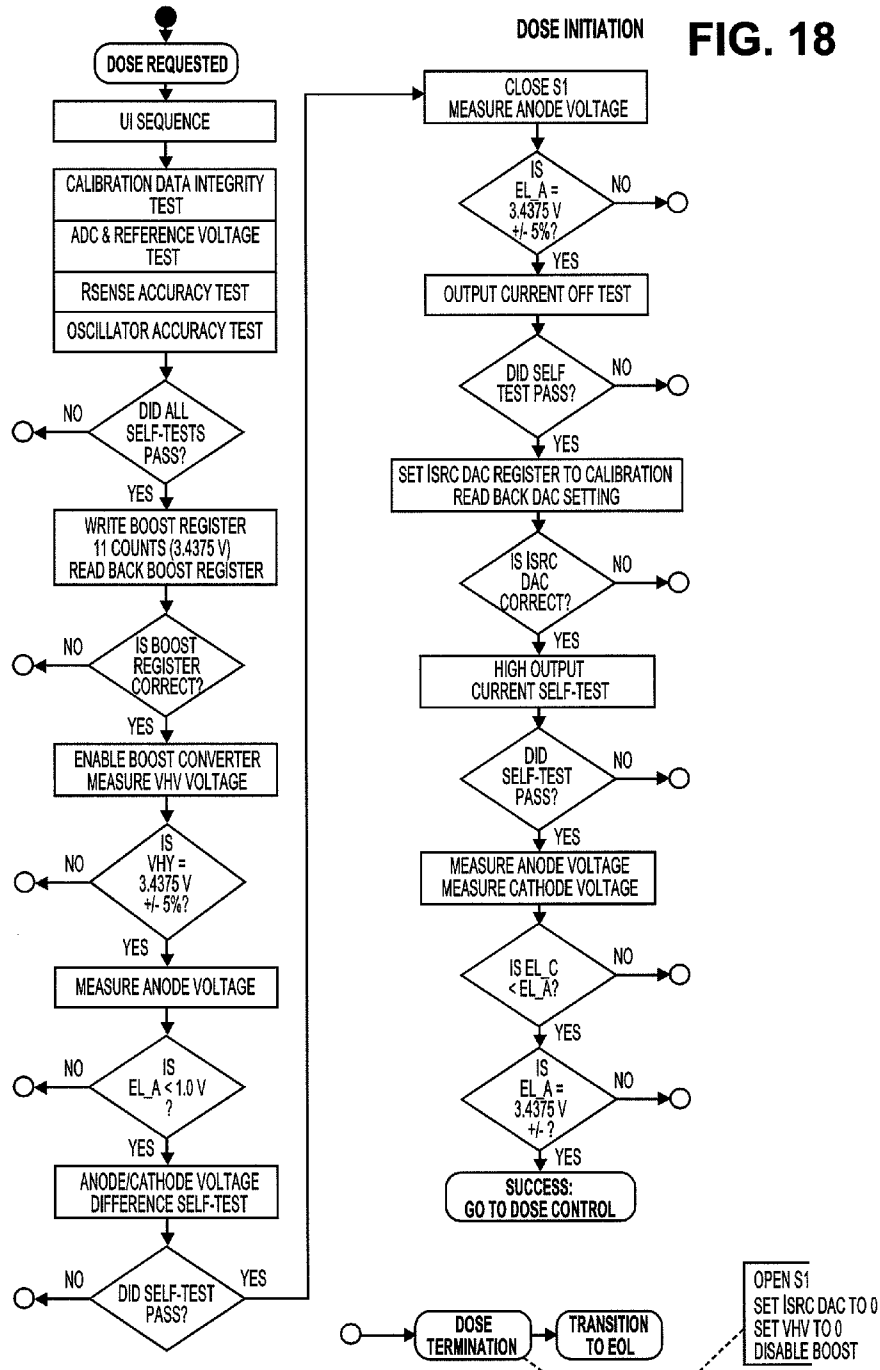 DOSE INITIATION
FIG. 18
DOSE REQUESTED
UI SEQUENCE
CALIBRATION DATA INTEGRITY
TEST
ADC & REFERENCE VOLTAGE
TEST
RSENSE ACCURACY TEST
OSCILLATOR ACCURACY TEST
NO
DID ALL
SELF-TESTS
PASS?
YES
WRITE BOOST REGISTER
11 COUNTS (3.4375 V)
READ BACK BOOST REGISTER
NO
IS BOOST
REGISTER
CORRECT?
YES
ENABLE BOOST CONVERTER
MEASURE VHV VOLTAGE
NO
IS
VHY =
3.4375 V
+/- 5%?
YES
MEASURE ANODE VOLTAGE
NO
IS
EL_A < 1.0 V
?
YES
ANODE/CATHODE VOLTAGE
DIFFERENCE SELF-TEST
NO
DID SELF-TEST
PASS?
YES
CLOSE S1
MEASURE ANODE VOLTAGE
IS
EL_A =
3.4375 V
+/- 5%?
NO
YES
OUTPUT CURRENT OFF TEST
DID SELF
TEST PASS?
NO
YES
SET ISRC DAC REGISTER TO CALIBRATION
READ BACK DAC SETTING
IS ISRC
DAC
CORRECT?
NO
YES
HIGH OUTPUT
CURRENT SELF-TEST
DID
SELF-TEST
PASS?
NO
YES
MEASURE ANODE VOLTAGE
MEASURE CATHODE VOLTAGE
IS EL_C
< EL_A?
NO
YES
IS
EL_A =
3.4375 V
+/- ?
NO
YES
SUCCESS:
GO TO DOSE CONTROL
DOSE
TERMINATION
TRANSITION
TO EOL
OPEN S1
SET ISRC DAC TO 0
SET VHV TO 0
DISABLE BOOST